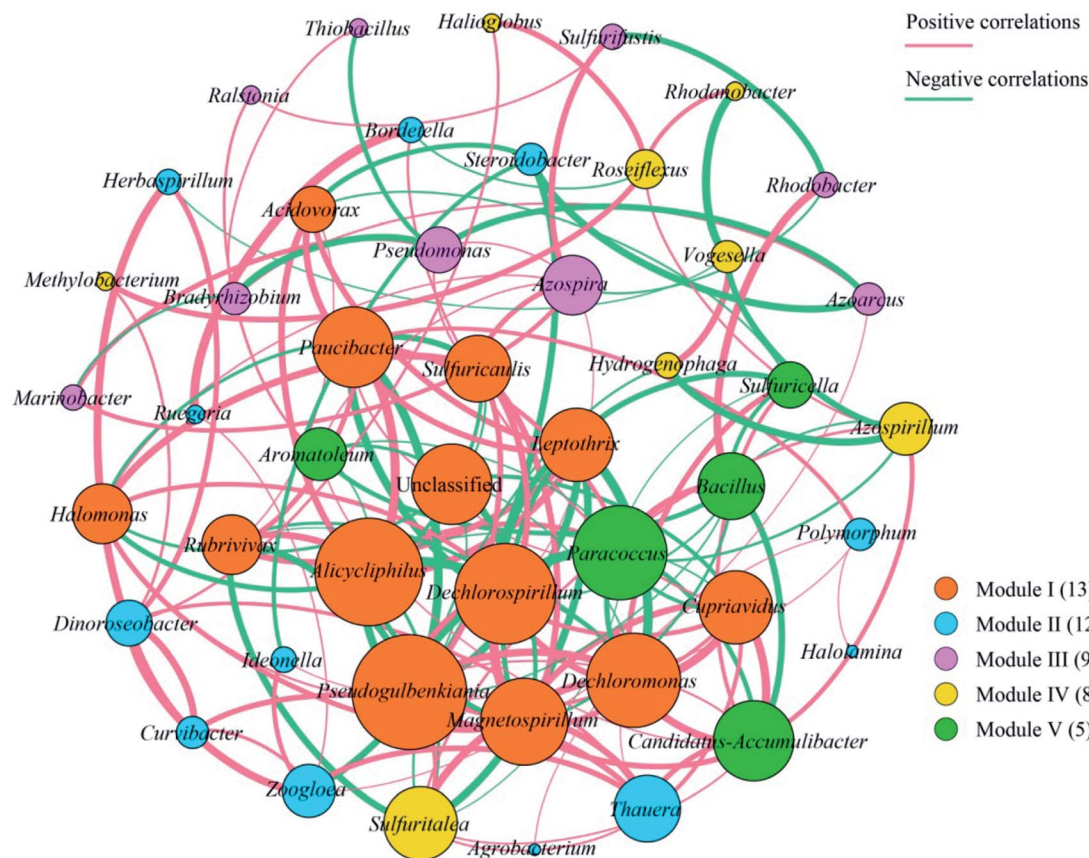 Positive correlations
Negative correlations
Thiobacillus
Halioglobus
Sulfurifustis
Ralstonia
Rhodanobacter
Bordetella
Steroidobacter
Roseiflexus
Herbaspirillum
Rhodobacter
Acidovorax
Pseudomonas
Vogesella
Methylobacterium
Bradyrhizobium
Azospira
Azoarcus
Paucibacter
Sulfuricaulis
Hydrogenophaga
Sulfuricella
Marinobacter
Ruegeria
Azospirillum
Aromatoleum
Leptothrix
Unclassified
Bacillus
Halomonas
Rubrivivax
Polymorphum
Alicycliphilus
Paracoccus
Dechlorospirillum
Cupriavidus
Module I (13
Dinoroseobacter
Module II (12
Ideonella
Halolamina
Module III (9
Pseudogulbenkiania
Dechloromonas
Magnetospirillum
Module IV (8
Curvibacter
Candidatus-Accumulibacter
Module V (5)
Zoogloea
Thauera
Sulfuritalea
Agrobacterium